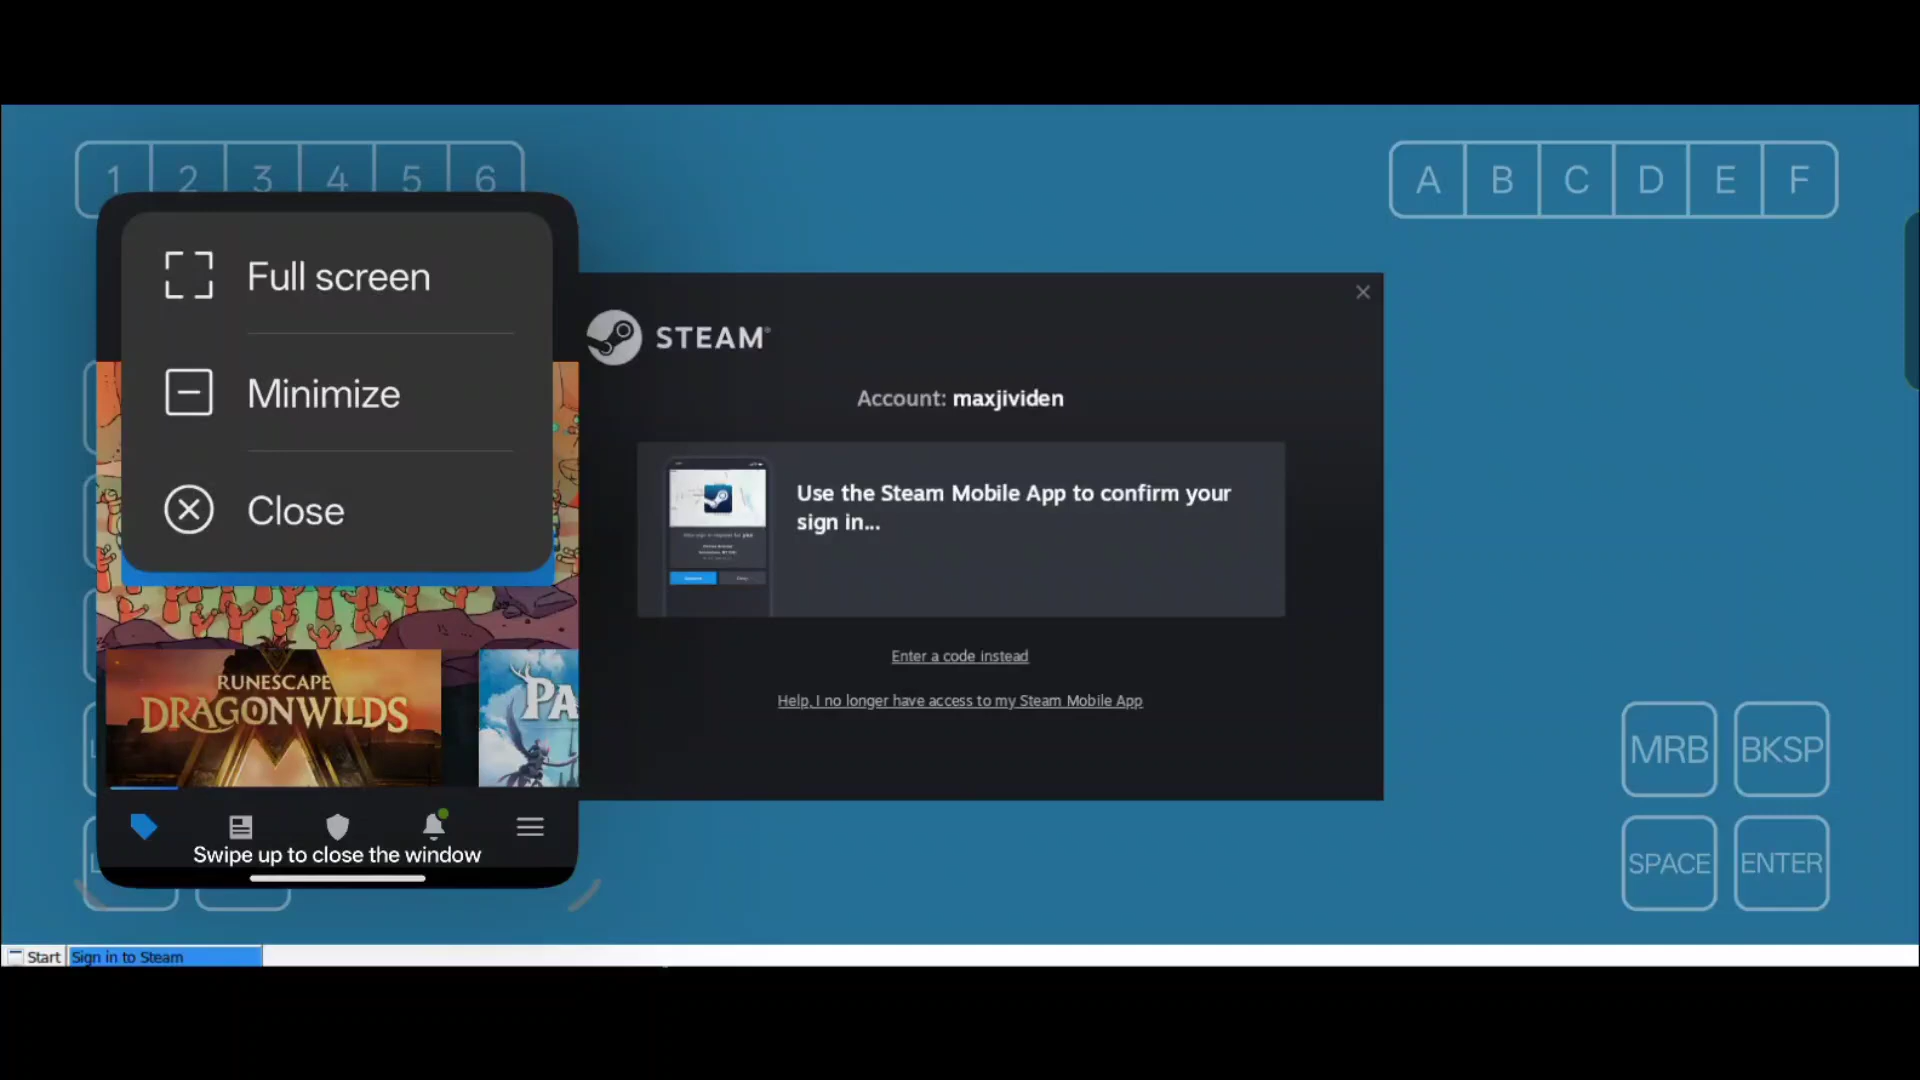 1 2 3 4 5 6
A B C D E F
Full screen
Minimize
Close
STEAM®
Account: maxjividen
Use the Steam Mobile App to confirm your
sign in...
Enter a code instead
Help, I no longer have access to my Steam Mobile App
RUNESCAPE
DRAGONWILDS
PA
Swipe up to close the window
MRB BKSP
SPACE ENTER
Start Sign in to Steam